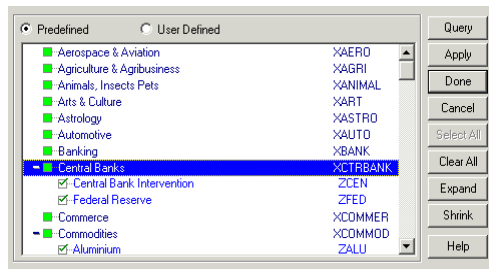 Predefined User Defined
Aerospace & Aviation XAERO
Agriculture & Agribusiness XAGRI
Animals, Insects Pets XANIMAL
Arts & Culture XART
Astrology XASTRO
Automotive XAUTO
Banking XBANK
Central Banks XCTRBANK
Central Bank Intervention ZCEN
Federal Reserve ZFED
Commerce XCOMMER
Commodities XCOMMOD
Aluminium ZALU
Query
Apply
Done
Cancel
Select All
Clear All
Expand
Shrink
Help